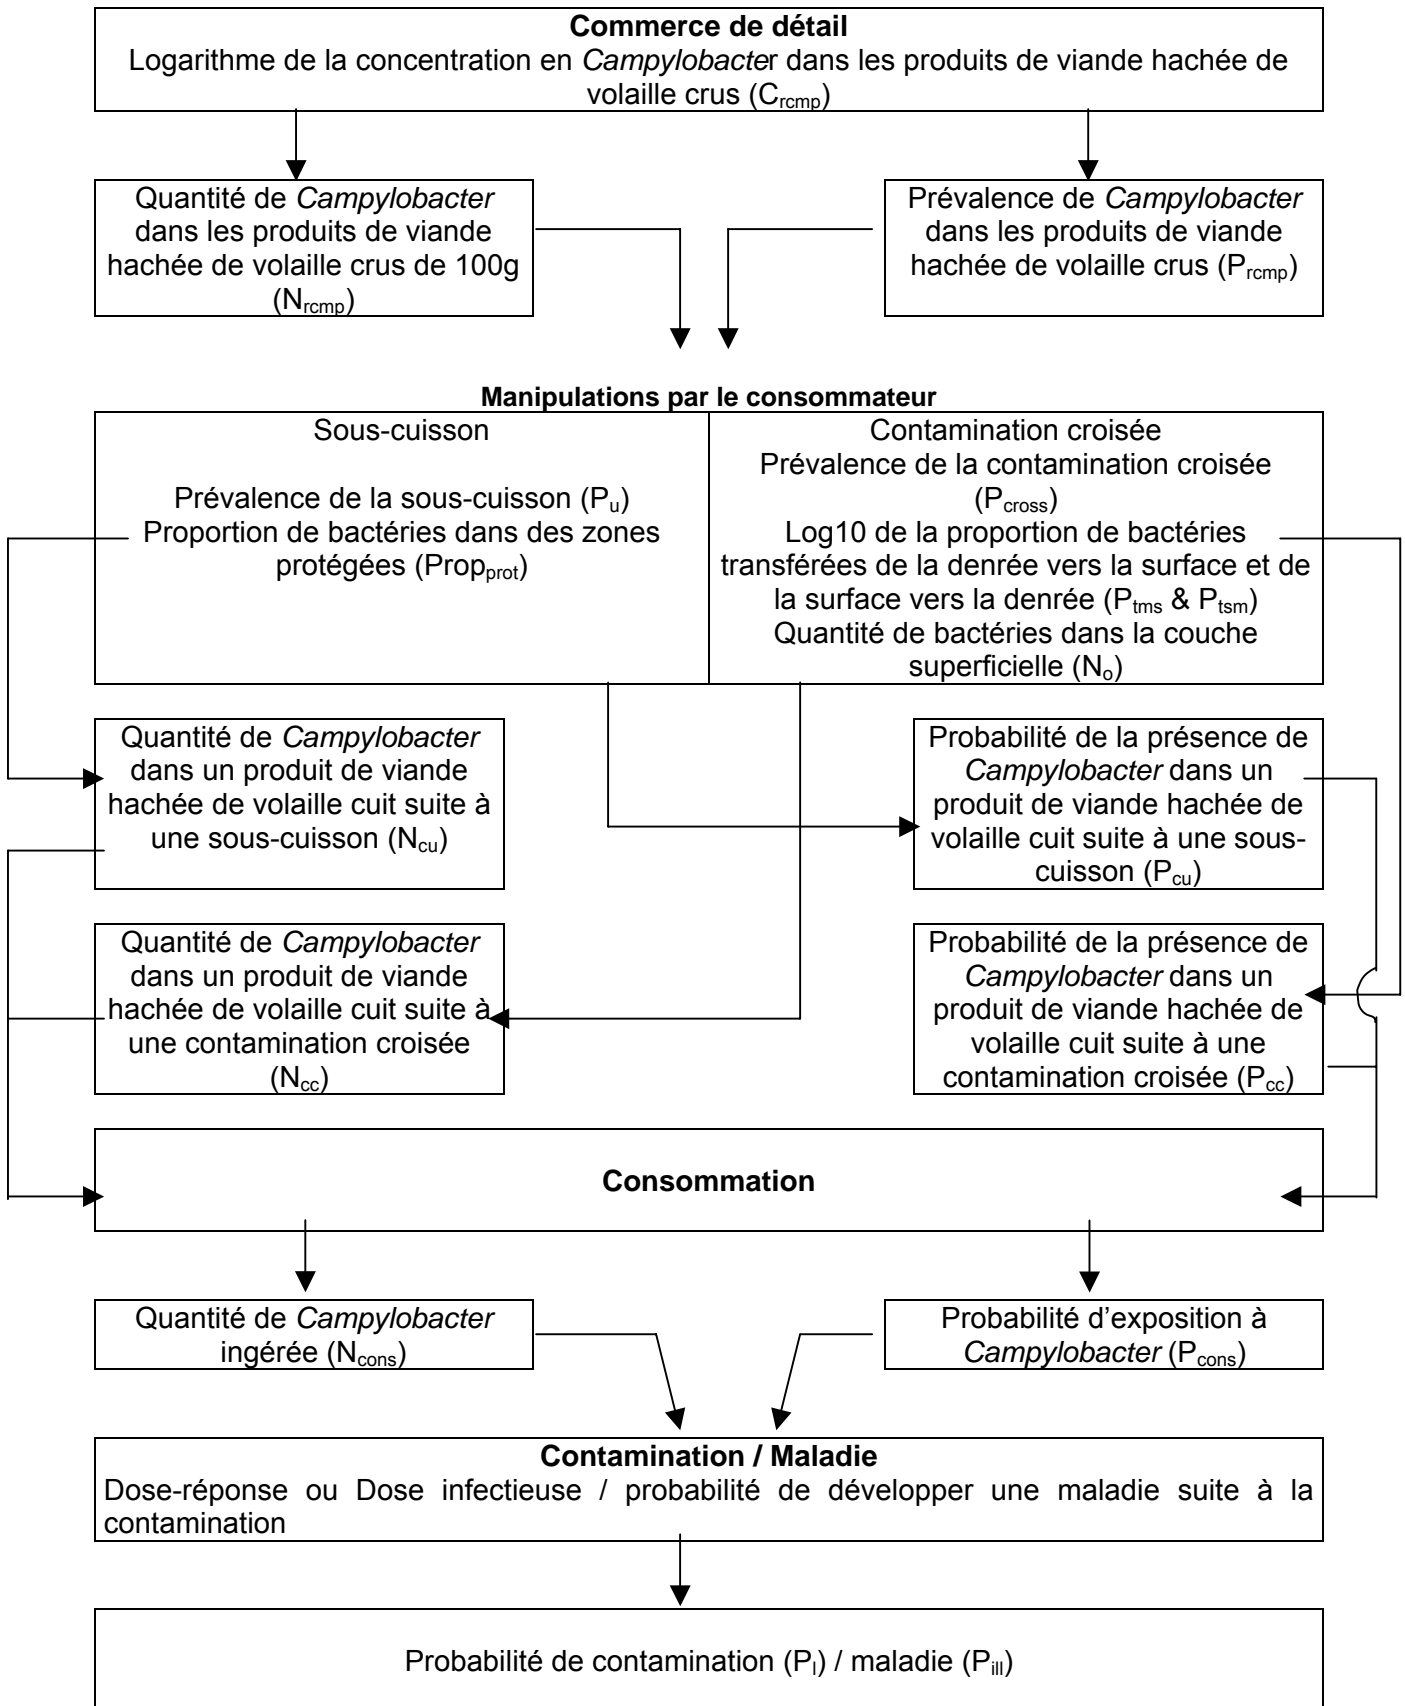 Commerce de détail
Logarithme de la concentration en Campylobacter dans les produits de viande hachée de
volaille crus (Crcmp)
Quantité de Campylobacter
dans les produits de viande
hachée de volaille crus de 100g
(Nrcmp)
Prévalence de Campylobacter
dans les produits de viande
hachée de volaille crus (Prcmp)
Manipulations par le consommateur
Sous-cuisson
Prévalence de la sous-cuisson (Pu)
Proportion de bactéries dans des zones
protégées (Propprot)
Contamination croisée
Prévalence de la contamination croisée
(Pcross)
Log10 de la proportion de bactéries
transférées de la denrée vers la surface et de
la surface vers la denrée (Ptms & Ptsm)
Quantité de bactéries dans la couche
superficielle (No)
Quantité de Campylobacter
dans un produit de viande
hachée de volaille cuit suite à
une sous-cuisson (Ncu)
Probabilité de la présence de
Campylobacter dans un
produit de viande hachée de
volaille cuit suite à une sous-
cuisson (Pcu)
Quantité de Campylobacter
dans un produit de viande
hachée de volaille cuit suite à
une contamination croisée
(Ncc)
Probabilité de la présence de
Campylobacter dans un
produit de viande hachée de
volaille cuit suite à une
contamination croisée (Pcc)
Consommation
Quantité de Campylobacter
ingérée (Ncons)
Probabilité d’exposition à
Campylobacter (Pcons)
Contamination / Maladie
Dose-réponse ou Dose infectieuse / probabilité de développer une maladie suite à la
contamination
Probabilité de contamination (Pl) / maladie (Pill)